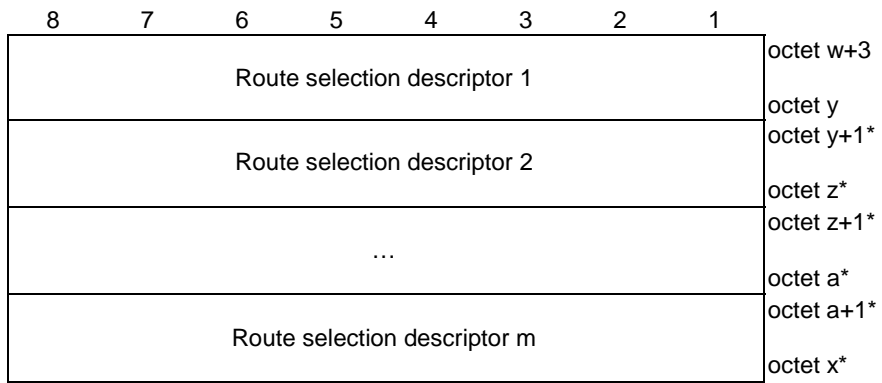 8 7 6 5 4 3 2 1
octet w+3
Route selection descriptor 1
octet y
octet y+1*
Route selection descriptor 2
octet z*
octet z+1*
…
octet a*
octet a+1*
Route selection descriptor m
octet x*